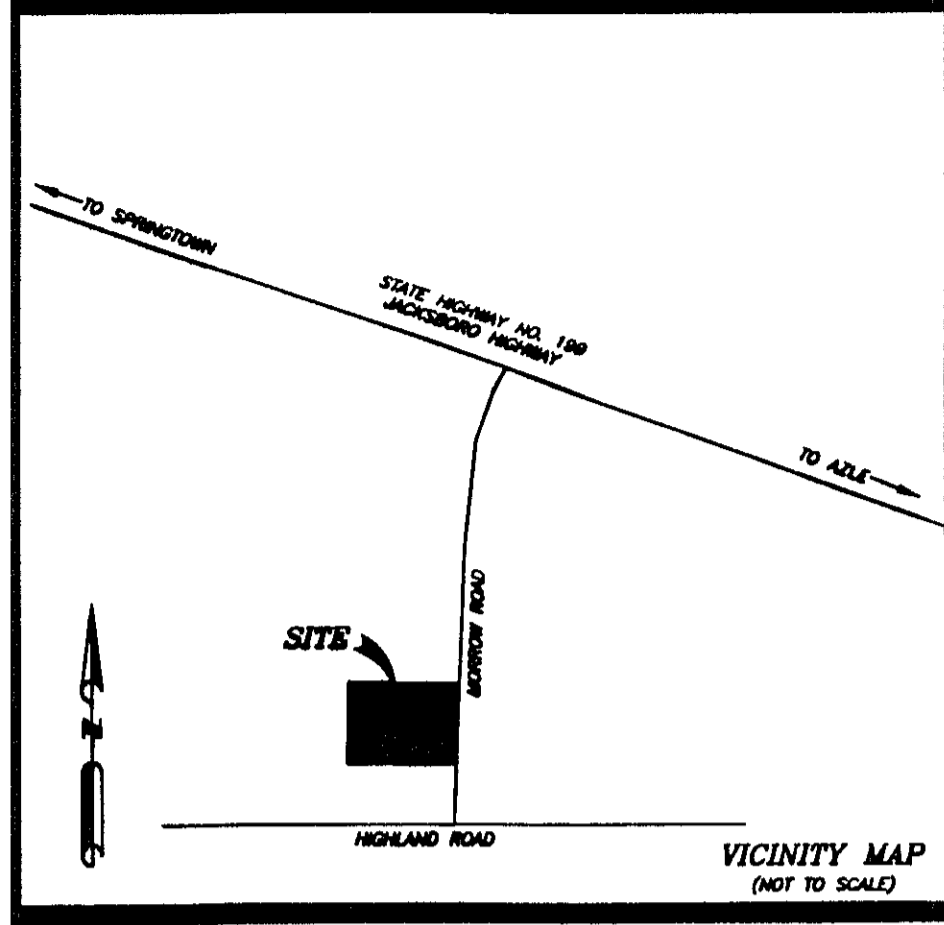 TO SPRINGTOWN
STATE HIGHWAY NO. 199
JACKSBORO HIGHWAY
TO AZLE
MORROW ROAD
SITE
N
HIGHLAND ROAD
VICINITY MAP
(NOT TO SCALE)